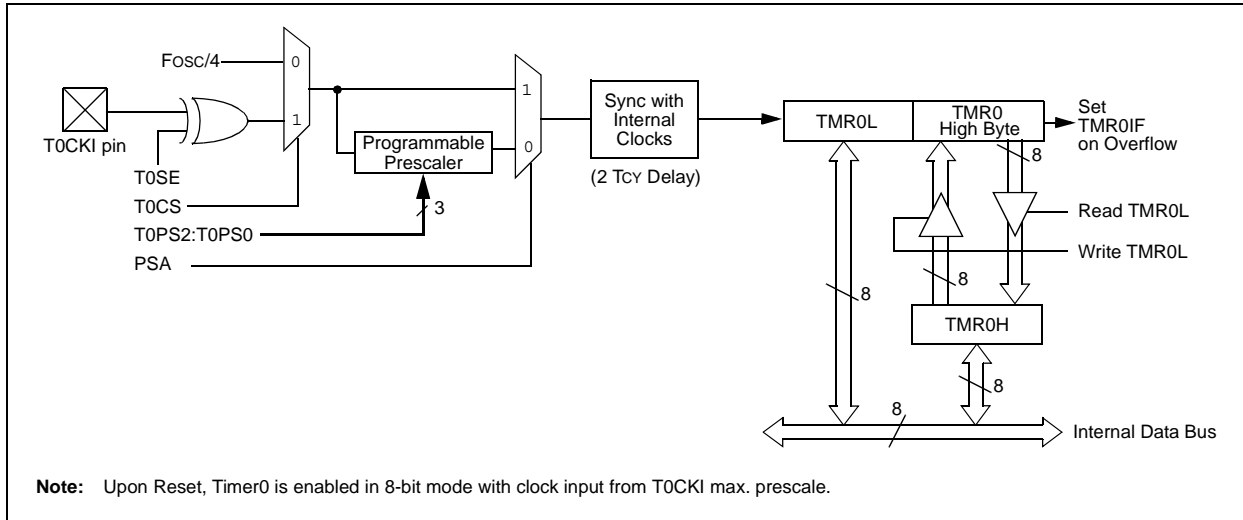 FOSC/4
0
1
T0CKI pin
T0SE
T0CS
T0PS2:T0PS0
PSA
Programmable
Prescaler
3
1
0
Sync with
Internal
Clocks
(2 TCY Delay)
TMR0L
TMR0
High Byte
Set
TMR0IF
on Overflow
8
Read TMR0L
Write TMR0L
8
8
TMR0H
8
8
Internal Data Bus
Note: Upon Reset, Timer0 is enabled in 8-bit mode with clock input from T0CKI max. prescale.